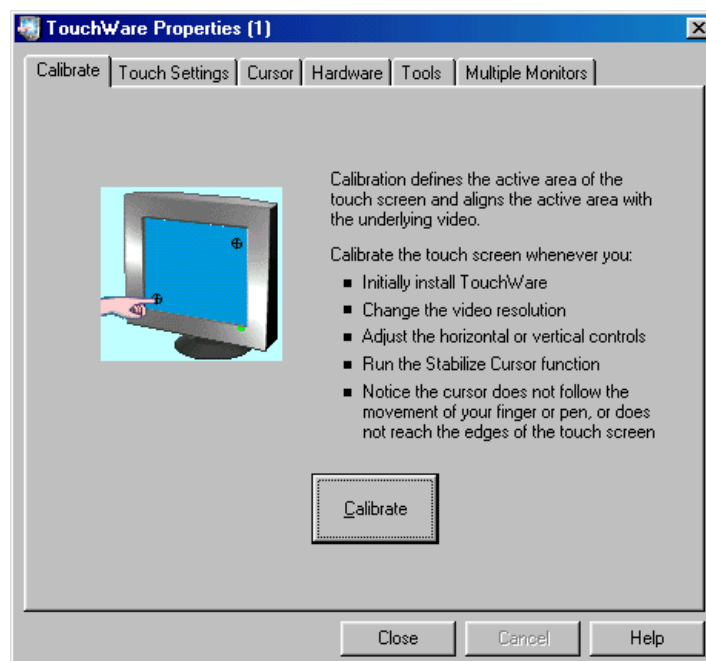 TouchWare Properties (1)
Calibrate Touch Settings Cursor Hardware Tools Multiple Monitors
Calibration defines the active area of the
touch screen and aligns the active area with
the underlying video.
Calibrate the touch screen whenever you:
■ Initially install TouchWare
■ Change the video resolution
■ Adjust the horizontal or vertical controls
■ Run the Stabilize Cursor function
■ Notice the cursor does not follow the
movement of your finger or pen, or does
not reach the edges of the touch screen
Calibrate
Close Cancel Help